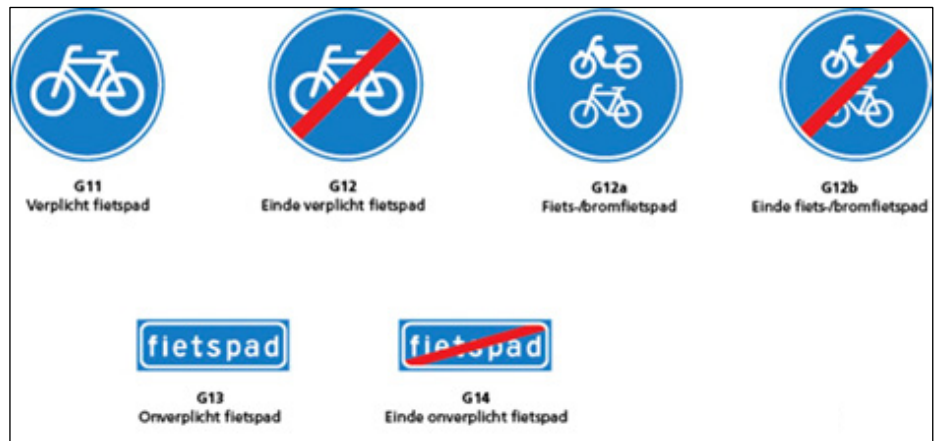 G11
Verplicht fietspad
G12
Einde verplicht fietspad
G12a
Fiets-/bromfietspad
G12b
Einde fiets-/bromfietspad
fietspad
G13
Onverplicht fietspad
fietspad
G14
Einde onverplicht fietspad